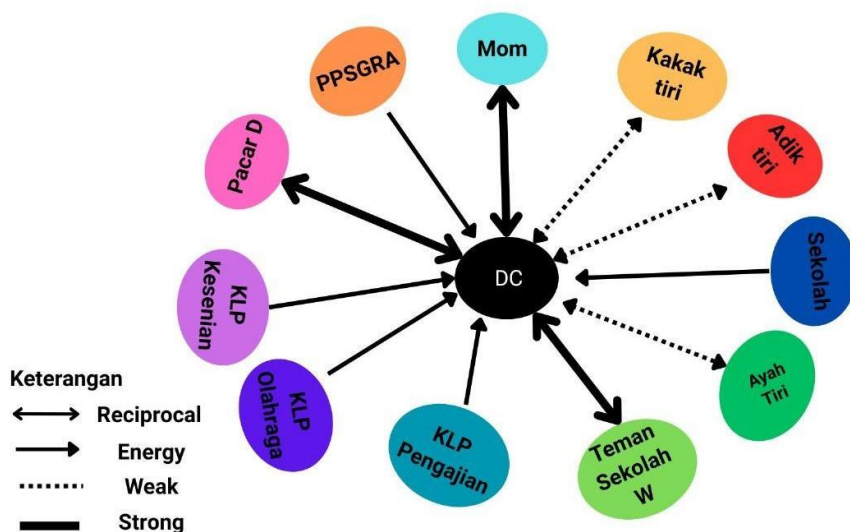 Mom
PPSGRA
Kakak
tiri
Pacar D
Adik
tiri
DC
Sekolah
KLP
Kesenian
Ayah
Tiri
KLP
Olahraga
KLP
Pengajian
Teman
Sekolah
W
Keterangan
Reciprocal
Energy
Weak
Strong